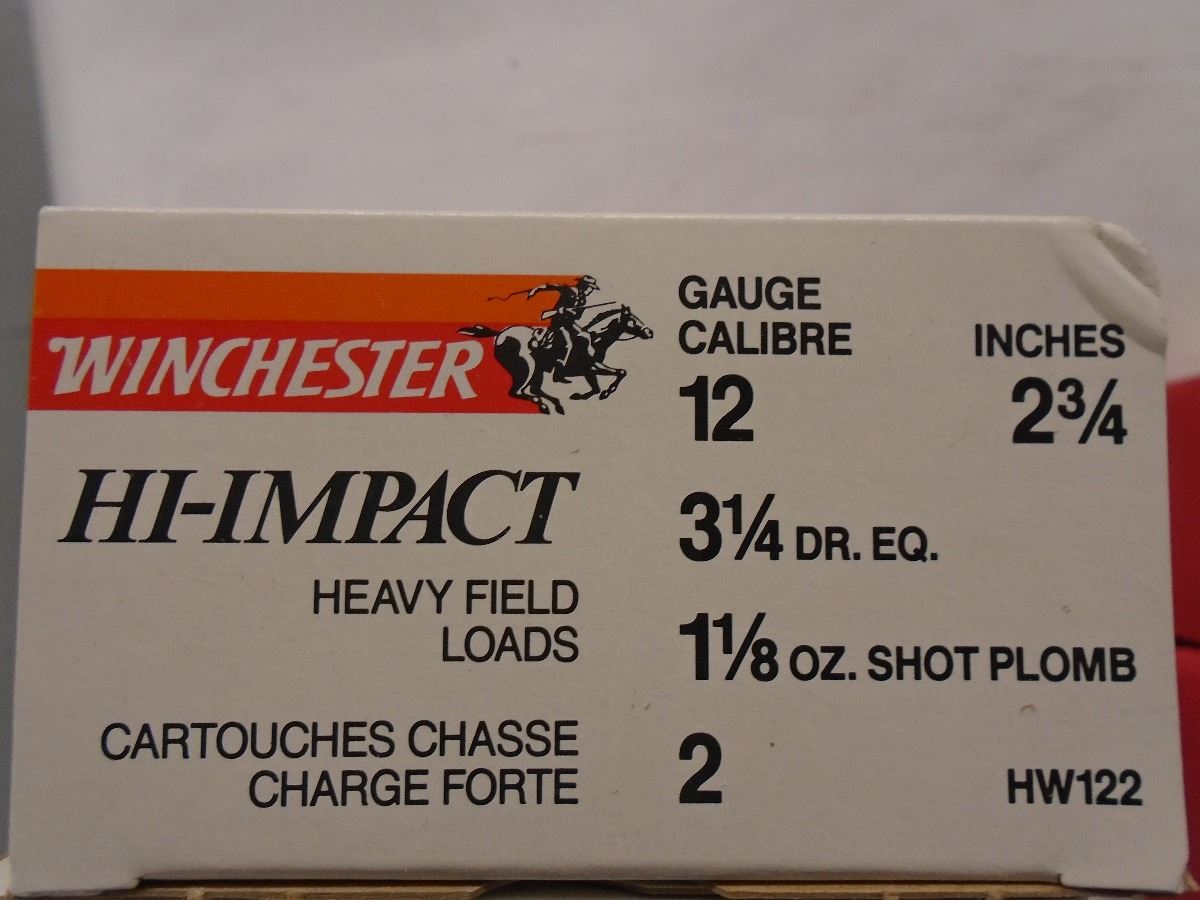 WINCHESTER
HI-IMPACT
HEAVY FIELD
LOADS
CARTOUCHES CHASSE
CHARGE FORTE
GAUGE
CALIBRE INCHES
12 2¾
3¼ DR. EQ.
1⅛ OZ. SHOT PLOMB
2 HW122